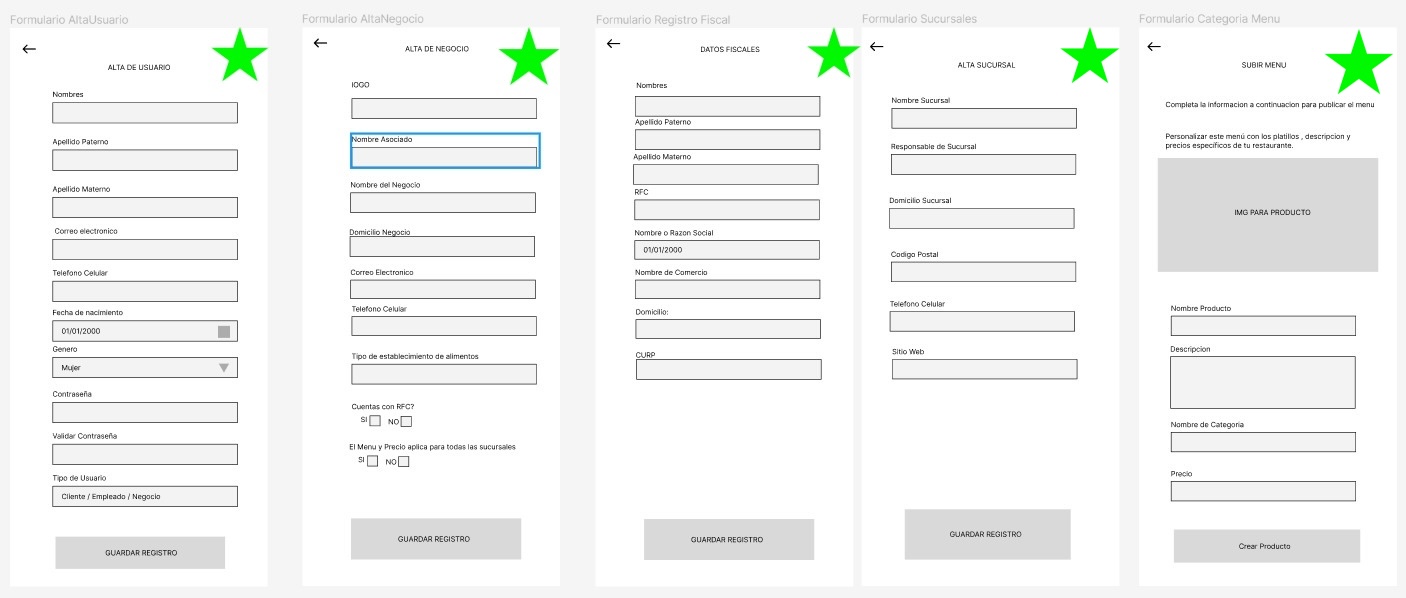 Formulario AltaUsuario
ALTA DE USUARIO
Nombres
Apellido Paterno
Apellido Materno
Correo electronico
Telefono Celular
Fecha de nacimiento
01/01/2000
Genero
Mujer
Contraseña
Validar Contraseña
Tipo de Usuario
Cliente / Empleado / Negocio
GUARDAR REGISTRO
Formulario AltaNegocio
ALTA DE NEGOCIO
lOGO
Nombre Asociado
Nombre del Negocio
Domicilio Negocio
Correo Electronico
Telefono Celular
Tipo de establecimiento de alimentos
Cuentas con RFC?
SI NO
El Menu y Precio aplica para todas las sucursales
SI NO
GUARDAR REGISTRO
Formulario Registro Fiscal
DATOS FISCALES
Nombres
Apellido Paterno
Apellido Materno
RFC
Nombre o Razon Social
01/01/2000
Nombre de Comercio
Domicilio:
CURP
GUARDAR REGISTRO
Formulario Sucursales
ALTA SUCURSAL
Nombre Sucursal
Responsable de Sucursal
Domicilio Sucursal
Codigo Postal
Telefono Celular
Sitio Web
GUARDAR REGISTRO
Formulario Categoria Menu
SUBIR MENU
Completa la informacion a continuacion para publicar el menu
Personalizar este menú con los platillos , descripcion y
precios específicos de tu restaurante.
IMG PARA PRODUCTO
Nombre Producto
Descripcion
Nombre de Categoria
Precio
Crear Producto